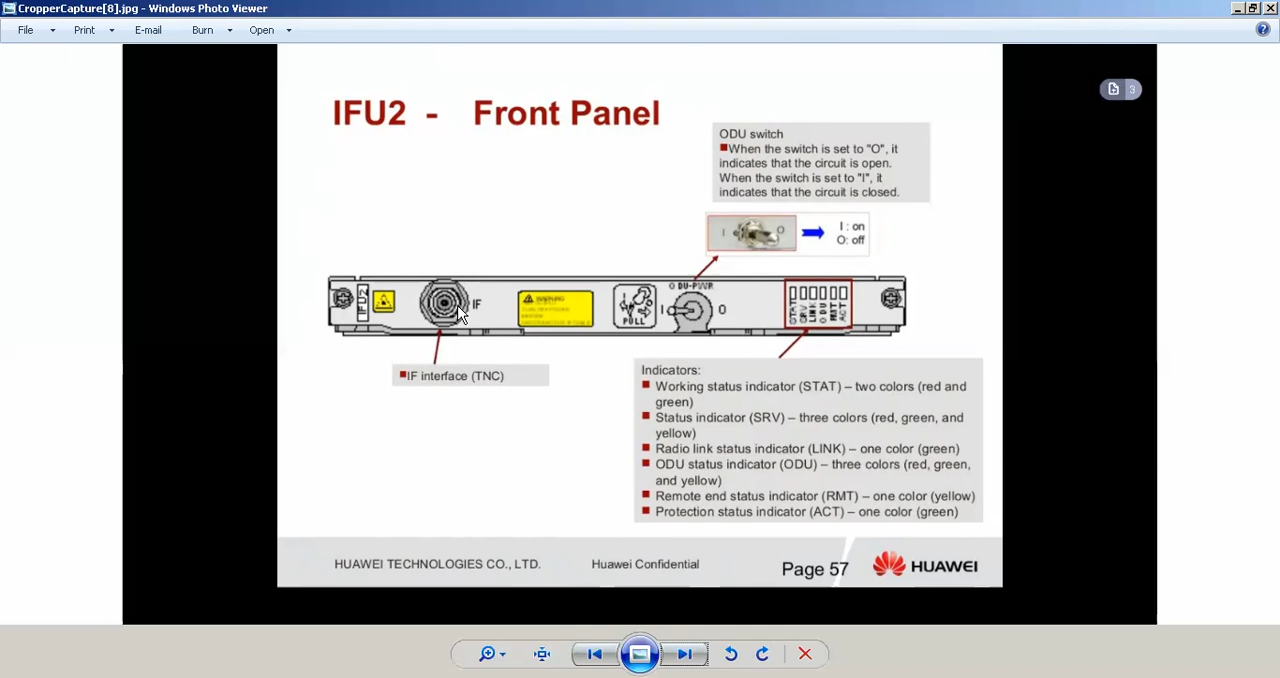 CropperCapture[8].jpg - Windows Photo Viewer
File Print E-mail Burn Open
3
IFU2 - Front Panel
ODU switch
When the switch is set to "O", it
indicates that the circuit is open.
When the switch is set to "I", it
indicates that the circuit is closed.
I O
I : on
O: off
IFU2
IF
WARNING
PULL
ODU-PWR
I O
STAT
SRV
LINK
ODU
RMT
ACT
IF interface (TNC)
Indicators:
Working status indicator (STAT) – two colors (red and
green)
Status indicator (SRV) – three colors (red, green, and
yellow)
Radio link status indicator (LINK) – one color (green)
ODU status indicator (ODU) – three colors (red, green,
and yellow)
Remote end status indicator (RMT) – one color (yellow)
Protection status indicator (ACT) – one color (green)
HUAWEI TECHNOLOGIES CO., LTD. Huawei Confidential Page 57 HUAWEI